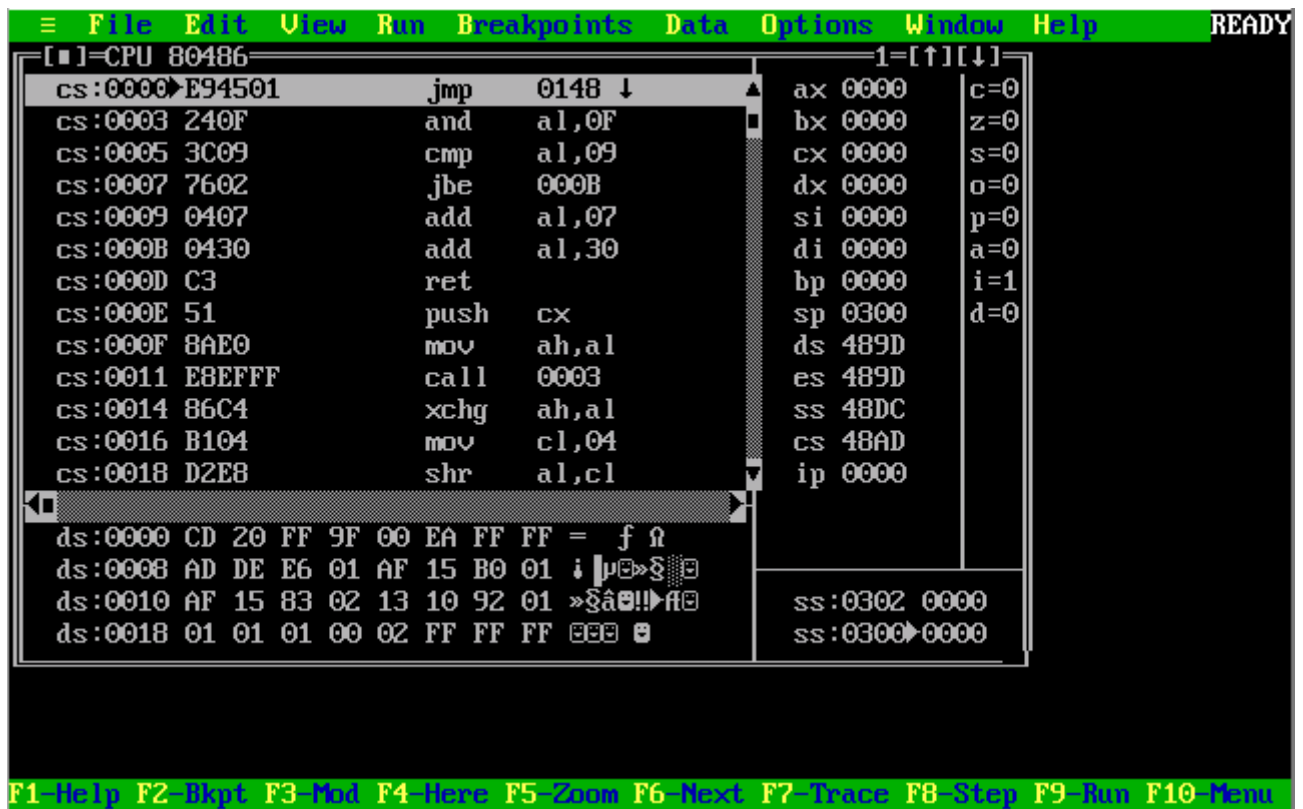 ≡ File Edit View Run Breakpoints Data Options Window Help READY
[■]=CPU 80486 1=[↑][↓]
cs:0000►E94501 jmp 0148 ↓ ax 0000 c=0
cs:0003 240F and al,0F bx 0000 z=0
cs:0005 3C09 cmp al,09 cx 0000 s=0
cs:0007 7602 jbe 000B dx 0000 o=0
cs:0009 0407 add al,07 si 0000 p=0
cs:000B 0430 add al,30 di 0000 a=0
cs:000D C3 ret bp 0000 i=1
cs:000E 51 push cx sp 0300 d=0
cs:000F 8AE0 mov ah,al ds 489D
cs:0011 E8EFFF call 0003 es 489D
cs:0014 86C4 xchg ah,al ss 48DC
cs:0016 B104 mov cl,04 cs 48AD
cs:0018 D2E8 shr al,cl ip 0000
ds:0000 CD 20 FF 9F 00 EA FF FF = ƒ Ω
ds:0008 AD DE E6 01 AF 15 B0 01 ¡▐µ☺»§░☺
ds:0010 AF 15 83 02 13 10 92 01 »§â☻‼►Æ☺ ss:0302 0000
ds:0018 01 01 01 00 02 FF FF FF ☺☺☺ ☻ ss:0300►0000
F1-Help F2-Bkpt F3-Mod F4-Here F5-Zoom F6-Next F7-Trace F8-Step F9-Run F10-Menu